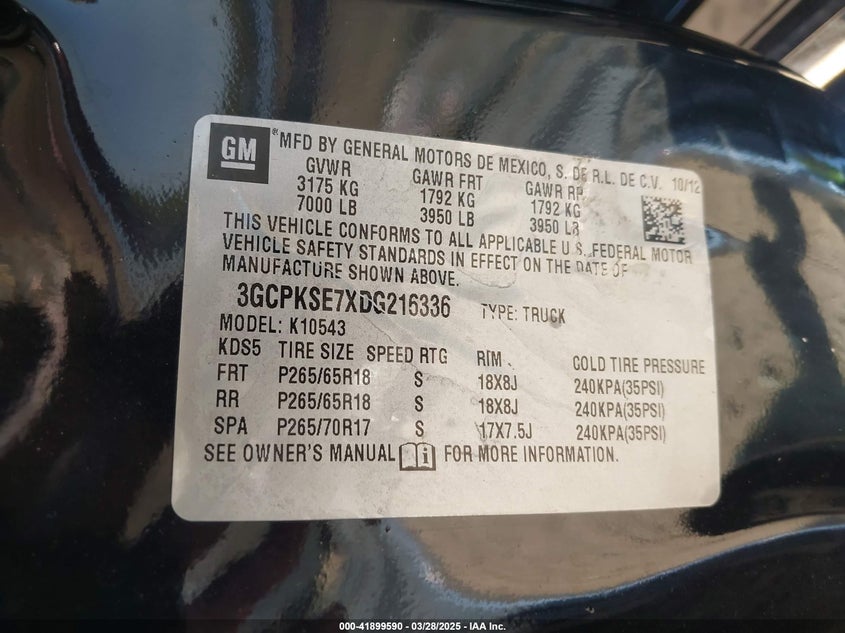 GM ® MFD BY GENERAL MOTORS DE MEXICO, S. DE R.L. DE C.V. 10/12
GVWR GAWR FRT GAWR RR
3175 KG 1792 KG 1792 KG
7000 LB 3950 LB 3950 LB
THIS VEHICLE CONFORMS TO ALL APPLICABLE U.S. FEDERAL MOTOR
VEHICLE SAFETY STANDARDS IN EFFECT ON THE DATE OF
MANUFACTURE SHOWN ABOVE.
3GCPKSE7XDG216336 TYPE: TRUCK
MODEL: K10543
KDS5 TIRE SIZE SPEED RTG RIM COLD TIRE PRESSURE
FRT P265/65R18 S 18X8J 240KPA(35PSI)
RR P265/65R18 S 18X8J 240KPA(35PSI)
SPA P265/70R17 S 17X7.5J 240KPA(35PSI)
SEE OWNER'S MANUAL i FOR MORE INFORMATION.
000-41899590 - 03/28/2025 - IAA Inc.